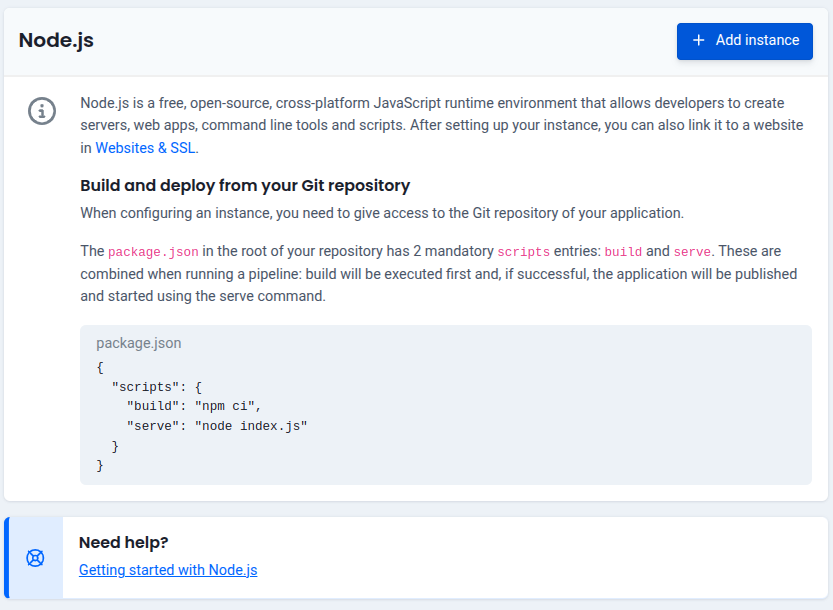 Node.js
+ Add instance
Node.js is a free, open-source, cross-platform JavaScript runtime environment that allows developers to create
servers, web apps, command line tools and scripts. After setting up your instance, you can also link it to a website
in Websites & SSL.
Build and deploy from your Git repository
When configuring an instance, you need to give access to the Git repository of your application.
The package.json in the root of your repository has 2 mandatory scripts entries: build and serve. These are
combined when running a pipeline: build will be executed first and, if successful, the application will be published
and started using the serve command.
package.json
{
  "scripts": {
    "build": "npm ci",
    "serve": "node index.js"
  }
}
Need help?
Getting started with Node.js